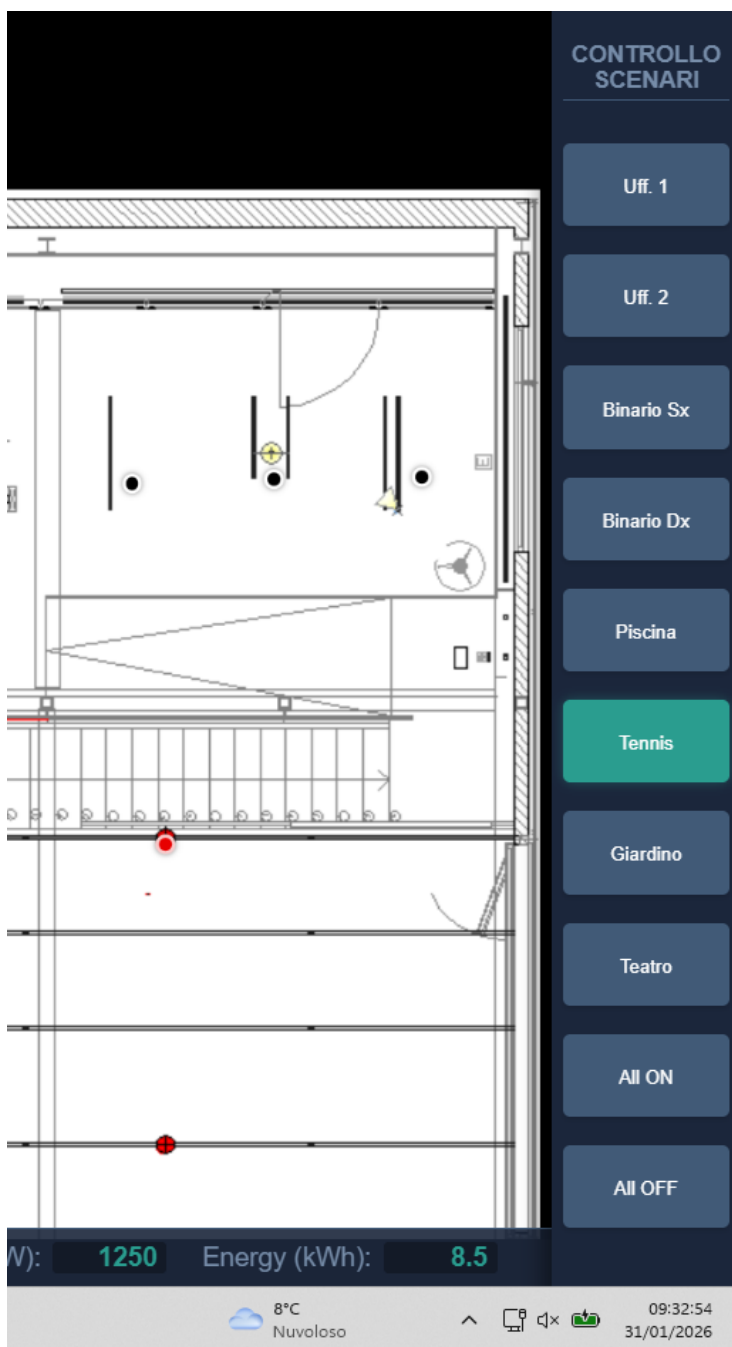 CONTROLLO
SCENARI
Uff. 1
Uff. 2
Binario Sx
Binario Dx
Piscina
Tennis
Giardino
Teatro
All ON
All OFF
W): 1250 Energy (kWh): 8.5
8°C
Nuvoloso
09:32:54
31/01/2026